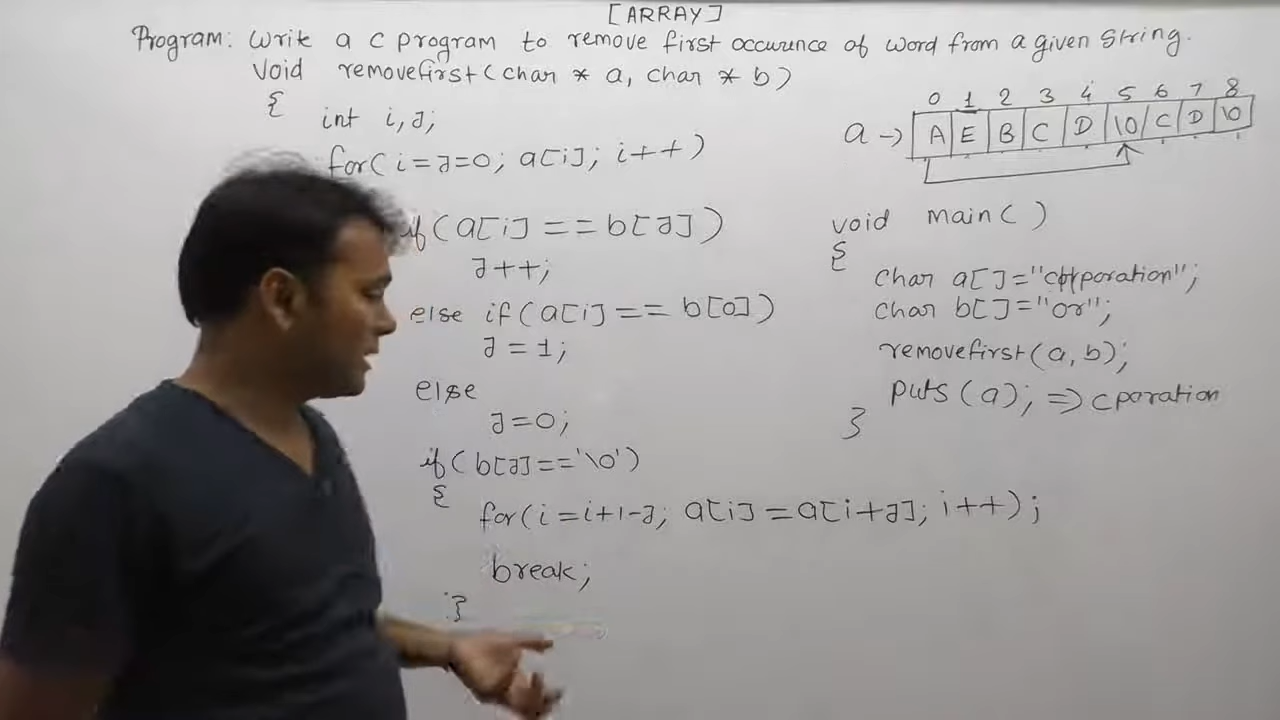 [ARRAY]
Program: Write a C program to remove first occurence of word from a given string.
void removefirst(char * a, char * b)
{
int i,j;
for(i=j=0; a[i]; i++)
if(a[i]==b[j])
j++;
else if(a[i]==b[0])
j=1;
else
j=0;
if(b[j]=='\0')
{
for(i=i+1-j; a[i]=a[i+j]; i++);
break;
}
0 1 2 3 4 5 6 7 8
a-> A E B C D \0 C D \0
void main()
{
char a[]="corporation";
char b[]="or";
removefirst(a,b);
puts(a); => cporation
}